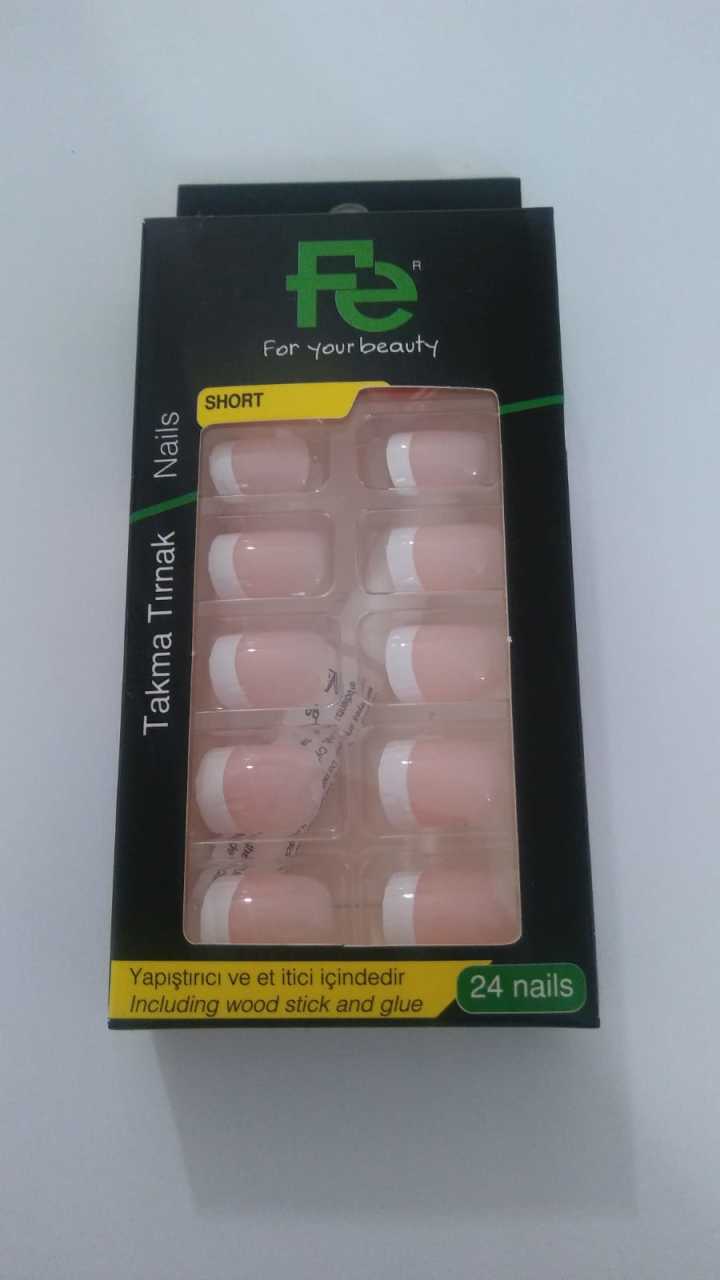 Fe
R
For your beauty
SHORT
Takma Tırnak Nails
Yapıştırıcı ve et itici içindedir
Including wood stick and glue
24 nails